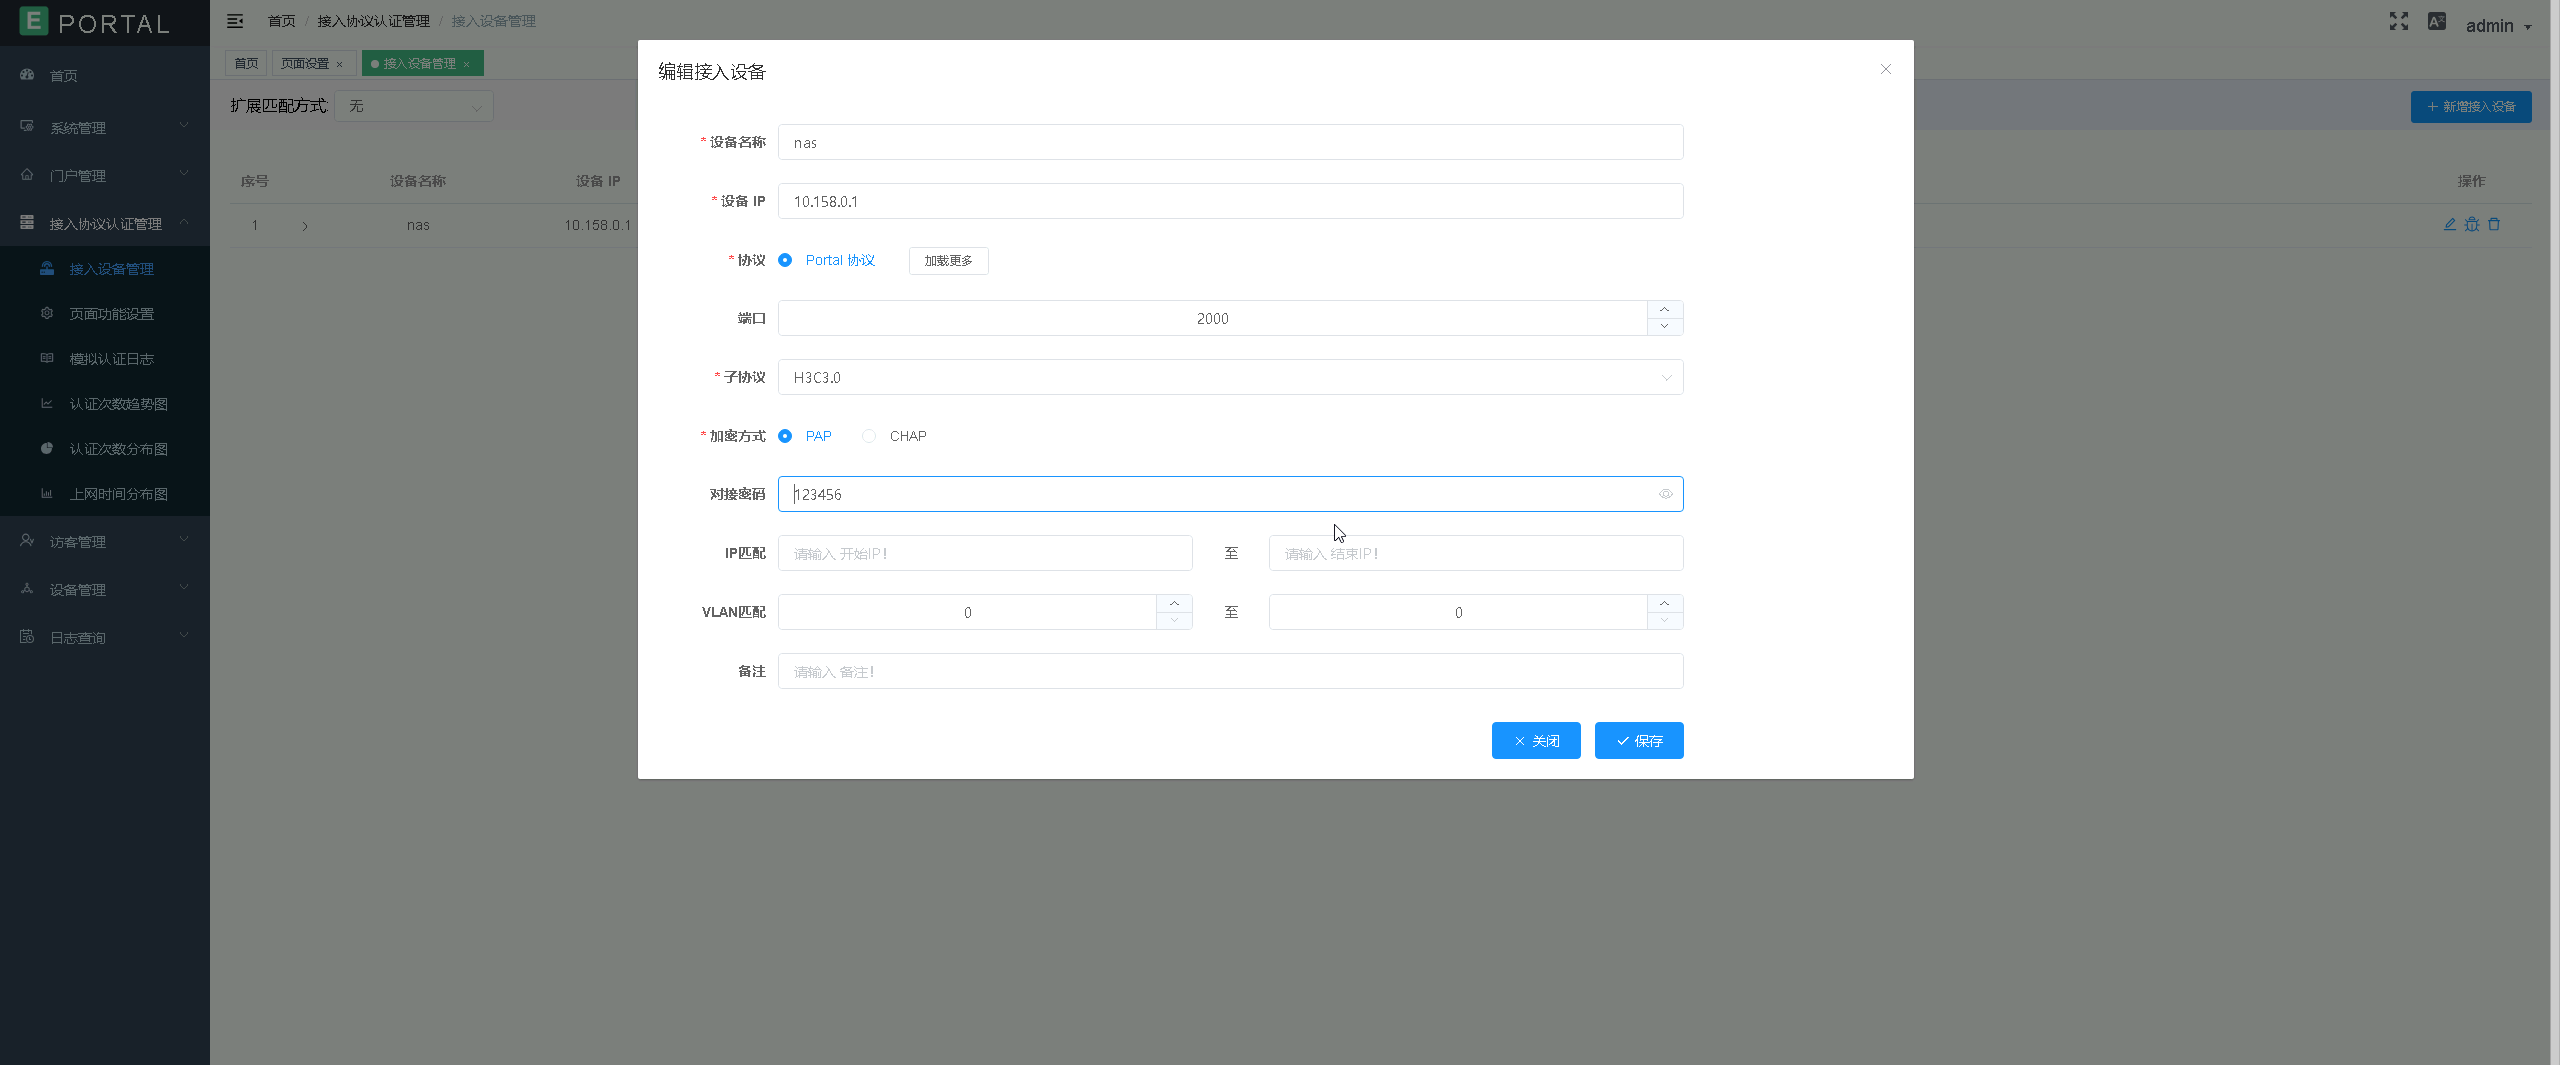 E PORTAL
首页 / 接入协议认证管理 / 接入设备管理
admin
首页
页面设置 ×
接入设备管理 ×
扩展匹配方式: 无
+ 新增接入设备
序号 设备名称 设备 IP 操作
1 nas 10.158.0.1
首页
系统管理
门户管理
接入协议认证管理
接入设备管理
页面功能设置
模拟认证日志
认证次数趋势图
认证次数分布图
上网时间分布图
访客管理
设备管理
日志查询
编辑接入设备
* 设备名称 nas
* 设备 IP 10.158.0.1
* 协议 Portal 协议 加载更多
端口 2000
* 子协议 H3C3.0
* 加密方式 PAP CHAP
对接密码 123456
IP匹配 请输入 开始IP! 至 请输入 结束IP!
VLAN匹配 0 至 0
备注 请输入 备注!
× 关闭 ✓ 保存